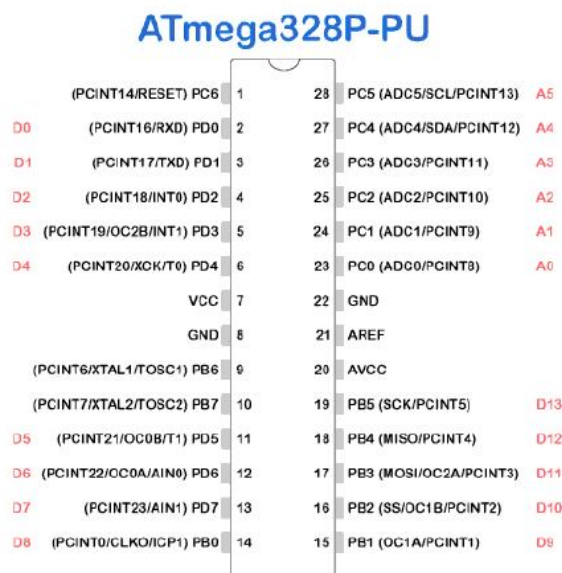 ATmega328P-PU
(PCINT14/RESET) PC6 1 28 PC5 (ADC5/SCL/PCINT13) A5
D0 (PCINT16/RXD) PD0 2 27 PC4 (ADC4/SDA/PCINT12) A4
D1 (PCINT17/TXD) PD1 3 26 PC3 (ADC3/PCINT11) A3
D2 (PCINT18/INT0) PD2 4 25 PC2 (ADC2/PCINT10) A2
D3 (PCINT19/OC2B/INT1) PD3 5 24 PC1 (ADC1/PCINT9) A1
D4 (PCINT20/XCK/T0) PD4 6 23 PC0 (ADC0/PCINT8) A0
VCC 7 22 GND
GND 8 21 AREF
(PCINT6/XTAL1/TOSC1) PB6 9 20 AVCC
(PCINT7/XTAL2/TOSC2) PB7 10 19 PB5 (SCK/PCINT5) D13
D5 (PCINT21/OC0B/T1) PD5 11 18 PB4 (MISO/PCINT4) D12
D6 (PCINT22/OC0A/AIN0) PD6 12 17 PB3 (MOSI/OC2A/PCINT3) D11
D7 (PCINT23/AIN1) PD7 13 16 PB2 (SS/OC1B/PCINT2) D10
D8 (PCINT0/CLKO/ICP1) PB0 14 15 PB1 (OC1A/PCINT1) D9